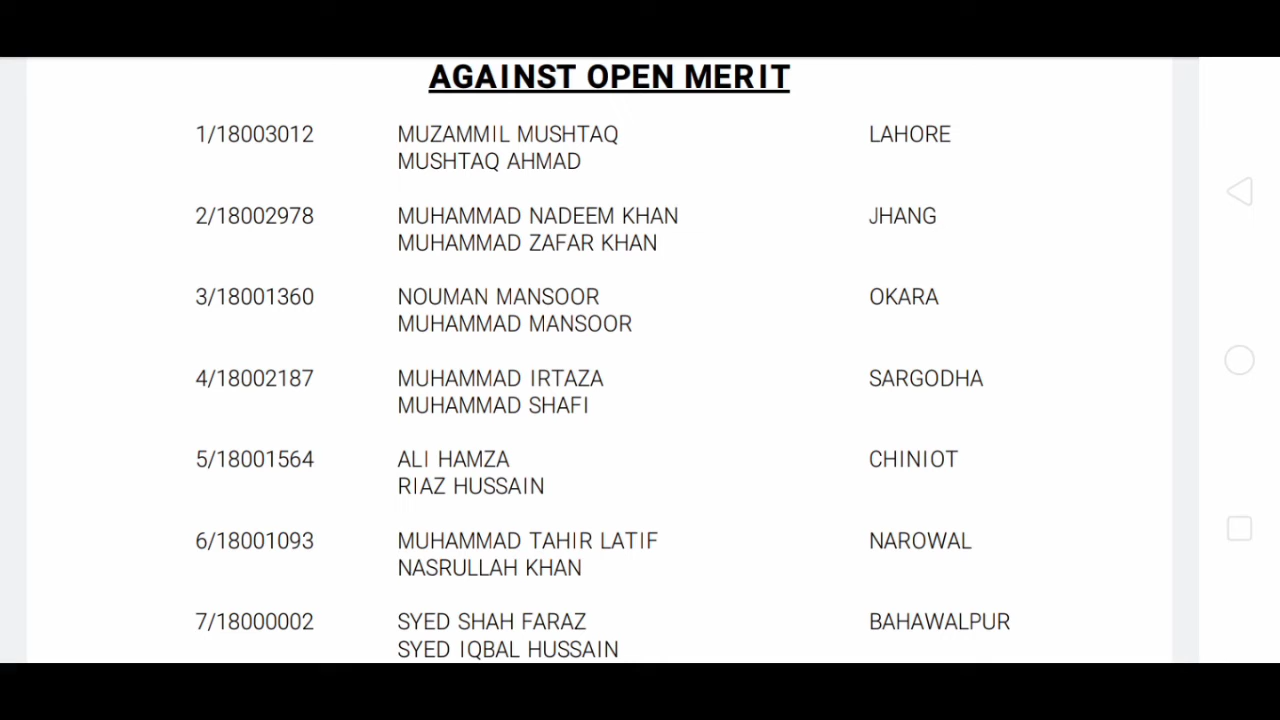 AGAINST OPEN MERIT
1/18003012 MUZAMMIL MUSHTAQ LAHORE
MUSHTAQ AHMAD
2/18002978 MUHAMMAD NADEEM KHAN JHANG
MUHAMMAD ZAFAR KHAN
3/18001360 NOUMAN MANSOOR OKARA
MUHAMMAD MANSOOR
4/18002187 MUHAMMAD IRTAZA SARGODHA
MUHAMMAD SHAFI
5/18001564 ALI HAMZA CHINIOT
RIAZ HUSSAIN
6/18001093 MUHAMMAD TAHIR LATIF NAROWAL
NASRULLAH KHAN
7/18000002 SYED SHAH FARAZ BAHAWALPUR
SYED IQBAL HUSSAIN